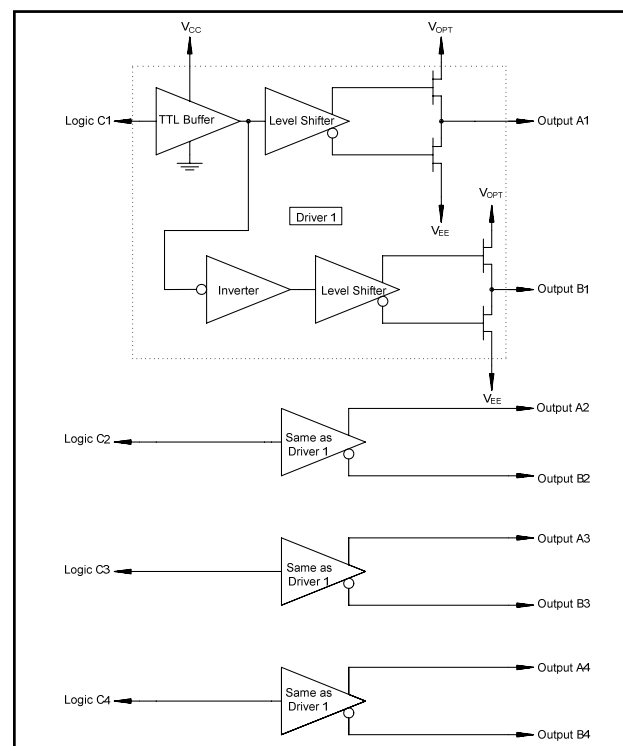 VCC
VOPT
Logic C1
TTL Buffer
Level Shifter
Output A1
Driver 1
VEE
VOPT
Inverter
Level Shifter
Output B1
VEE
Output A2
Logic C2
Same as
Driver 1
Output B2
Output A3
Logic C3
Same as
Driver 1
Output B3
Output A4
Logic C4
Same as
Driver 1
Output B4